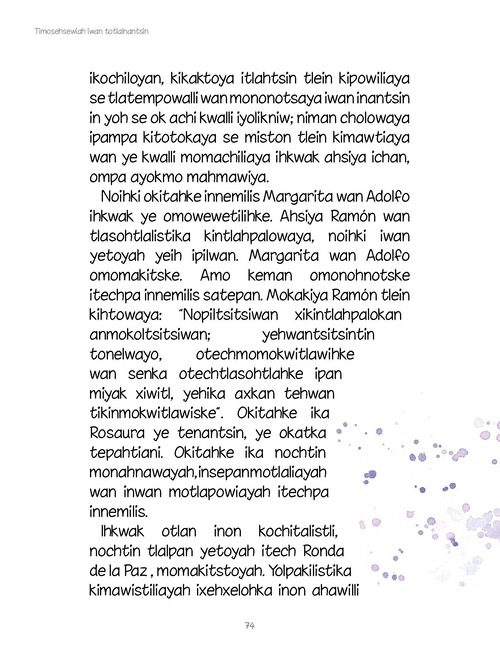 Timosehsewiah iwan totlalnantsin
ikochiloyan, kikaktoya itlahtsin tlein kipowiliaya
se tlatempowalli wan mononotsaya iwan inantsin
in yoh se ok achi kwalli iyolikniw; niman cholowaya
ipampa kitotokaya se miston tlein kimawtiaya
wan ye kwalli momachiliaya ihkwak ahsiya ichan,
ompa ayokmo mahmawiya.
Noihki okitahke innemilis Margarita wan Adolfo
ihkwak ye omowewetilihke. Ahsiya Ramón wan
tlasohtlalistika kintlahpalowaya, noihki iwan
yetoyah yeih ipilwan. Margarita wan Adolfo
omomakitske. Amo keman omonohnotske
itechpa innemilis satepan. Mokakiya Ramón tlein
kihtowaya: "Nopiltsitsiwan xikintlahpalokan
anmokoltsitsiwan; yehwantsitsintin
tonelwayo, otechmomokwitlawihke
wan senka otechtlasohtlahke ipan
miyak xiwitl, yehika axkan tehwan
tikinmokwitlawiske". Okitahke ika
Rosaura ye tenantsin, ye okatka
tepahtiani. Okitahke ika nochtin
monahnawayah,insepanmotlaliayah
wan inwan motlapowiayah itechpa
innemilis.
Ihkwak otlan inon kochitalistli,
nochtin tlalpan yetoyah itech Ronda
de la Paz , momakitstoyah. Yolpakilistika
kimawistiliayah ixehxelohka inon ahawilli
74